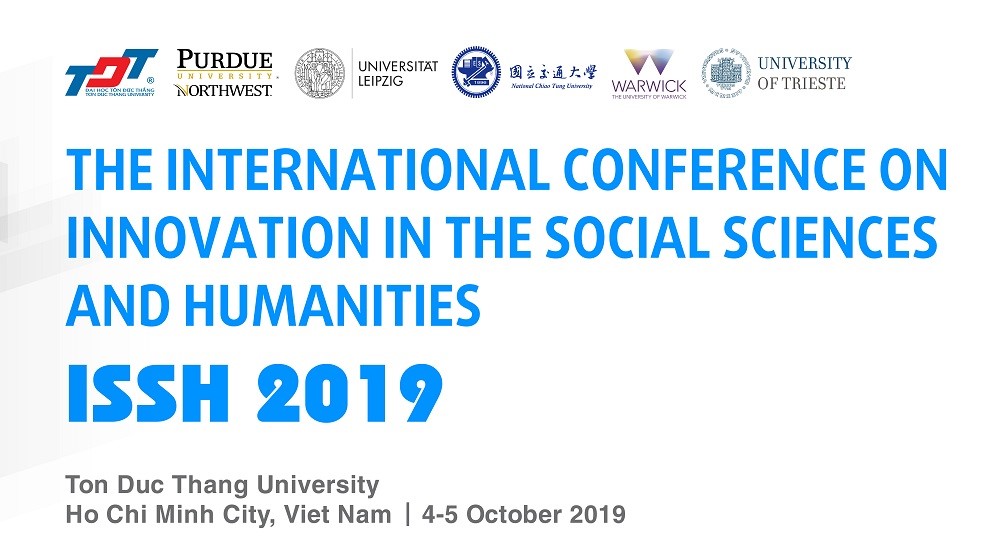 TDT
®
ĐẠI HỌC TÔN ĐỨC THẮNG
TON DUC THANG UNIVERSITY
PURDUE
UNIVERSITY.
NORTHWEST.
UNIVERSITÄT
LEIPZIG
國立交通大學
National Chiao Tung University
WARWICK
THE UNIVERSITY OF WARWICK
UNIVERSITY
OF TRIESTE
THE INTERNATIONAL CONFERENCE ON
INNOVATION IN THE SOCIAL SCIENCES
AND HUMANITIES
ISSH 2019
Ton Duc Thang University
Ho Chi Minh City, Viet Nam | 4-5 October 2019